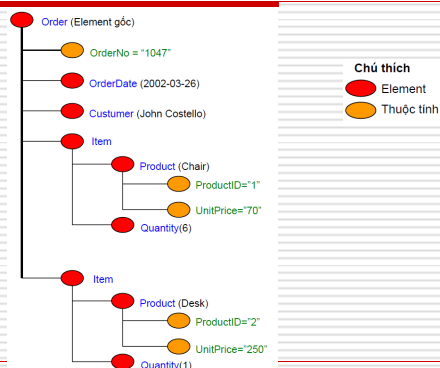 Order (Element gốc)
OrderNo = "1047"
OrderDate (2002-03-26)
Custumer (John Costello)
Item
Product (Chair)
ProductID="1"
UnitPrice="70"
Quantity(6)
Item
Product (Desk)
ProductID="2"
UnitPrice="250"
Quantity(1)
Chú thích
Element
Thuộc tính